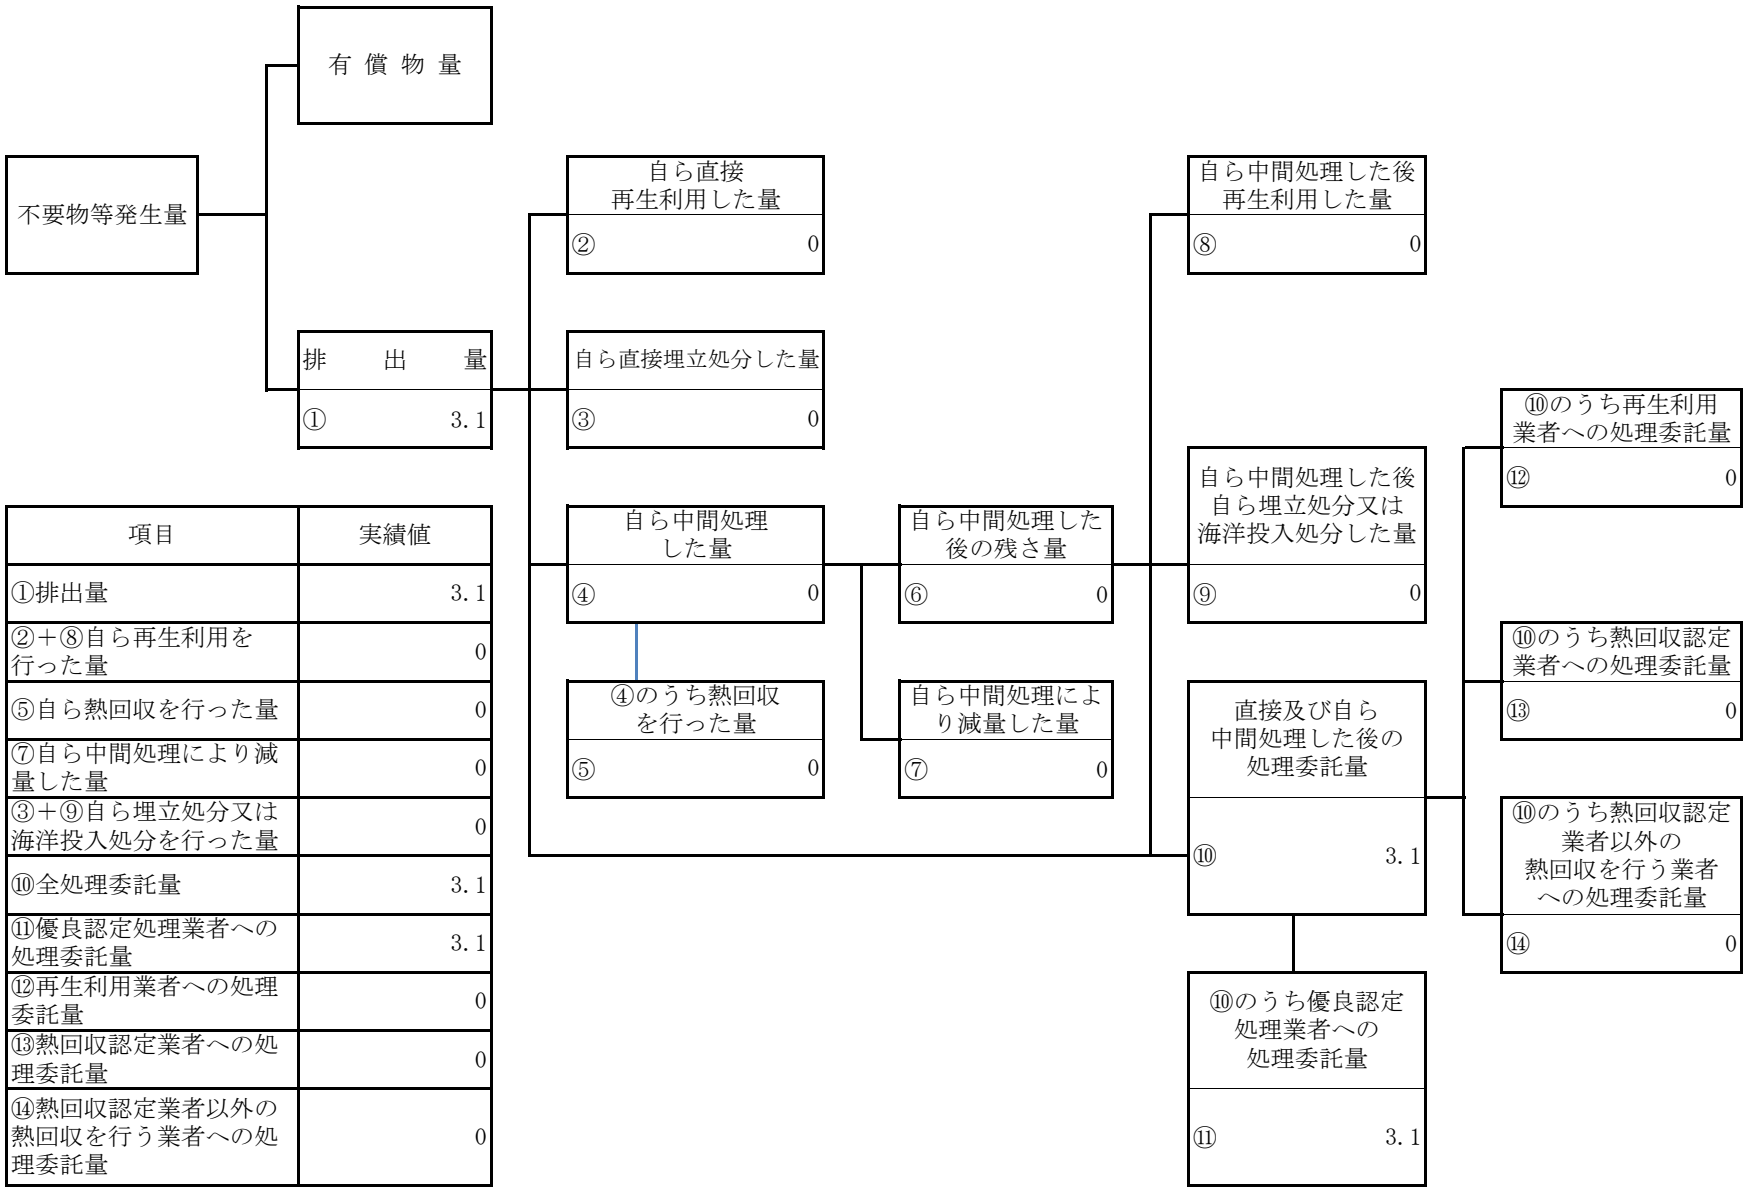 有償物量
不要物等発生量
自ら直接
再生利用した量
② 0
自ら中間処理した後
再生利用した量
⑧ 0
排出量
① 3.1
自ら直接埋立処分した量
③ 0
⑩のうち再生利用
業者への処理委託量
⑫ 0
自ら中間処理した後
自ら埋立処分又は
海洋投入処分した量
⑨ 0
自ら中間処理
した量
④ 0
自ら中間処理した
後の残さ量
⑥ 0
⑩のうち熱回収認定
業者への処理委託量
⑬ 0
④のうち熱回収
を行った量
⑤ 0
自ら中間処理によ
り減量した量
⑦ 0
直接及び自ら
中間処理した後の
処理委託量
⑩ 3.1
⑩のうち熱回収認定
業者以外の
熱回収を行う業者
への処理委託量
⑭ 0
⑩のうち優良認定
処理業者への
処理委託量
⑪ 3.1
項目 実績値
①排出量 3.1
②＋⑧自ら再生利用を
行った量 0
⑤自ら熱回収を行った量 0
⑦自ら中間処理により減
量した量 0
③＋⑨自ら埋立処分又は
海洋投入処分を行った量 0
⑩全処理委託量 3.1
⑪優良認定処理業者への
処理委託量 3.1
⑫再生利用業者への処理
委託量 0
⑬熱回収認定業者への処
理委託量 0
⑭熱回収認定業者以外の
熱回収を行う業者への処
理委託量 0